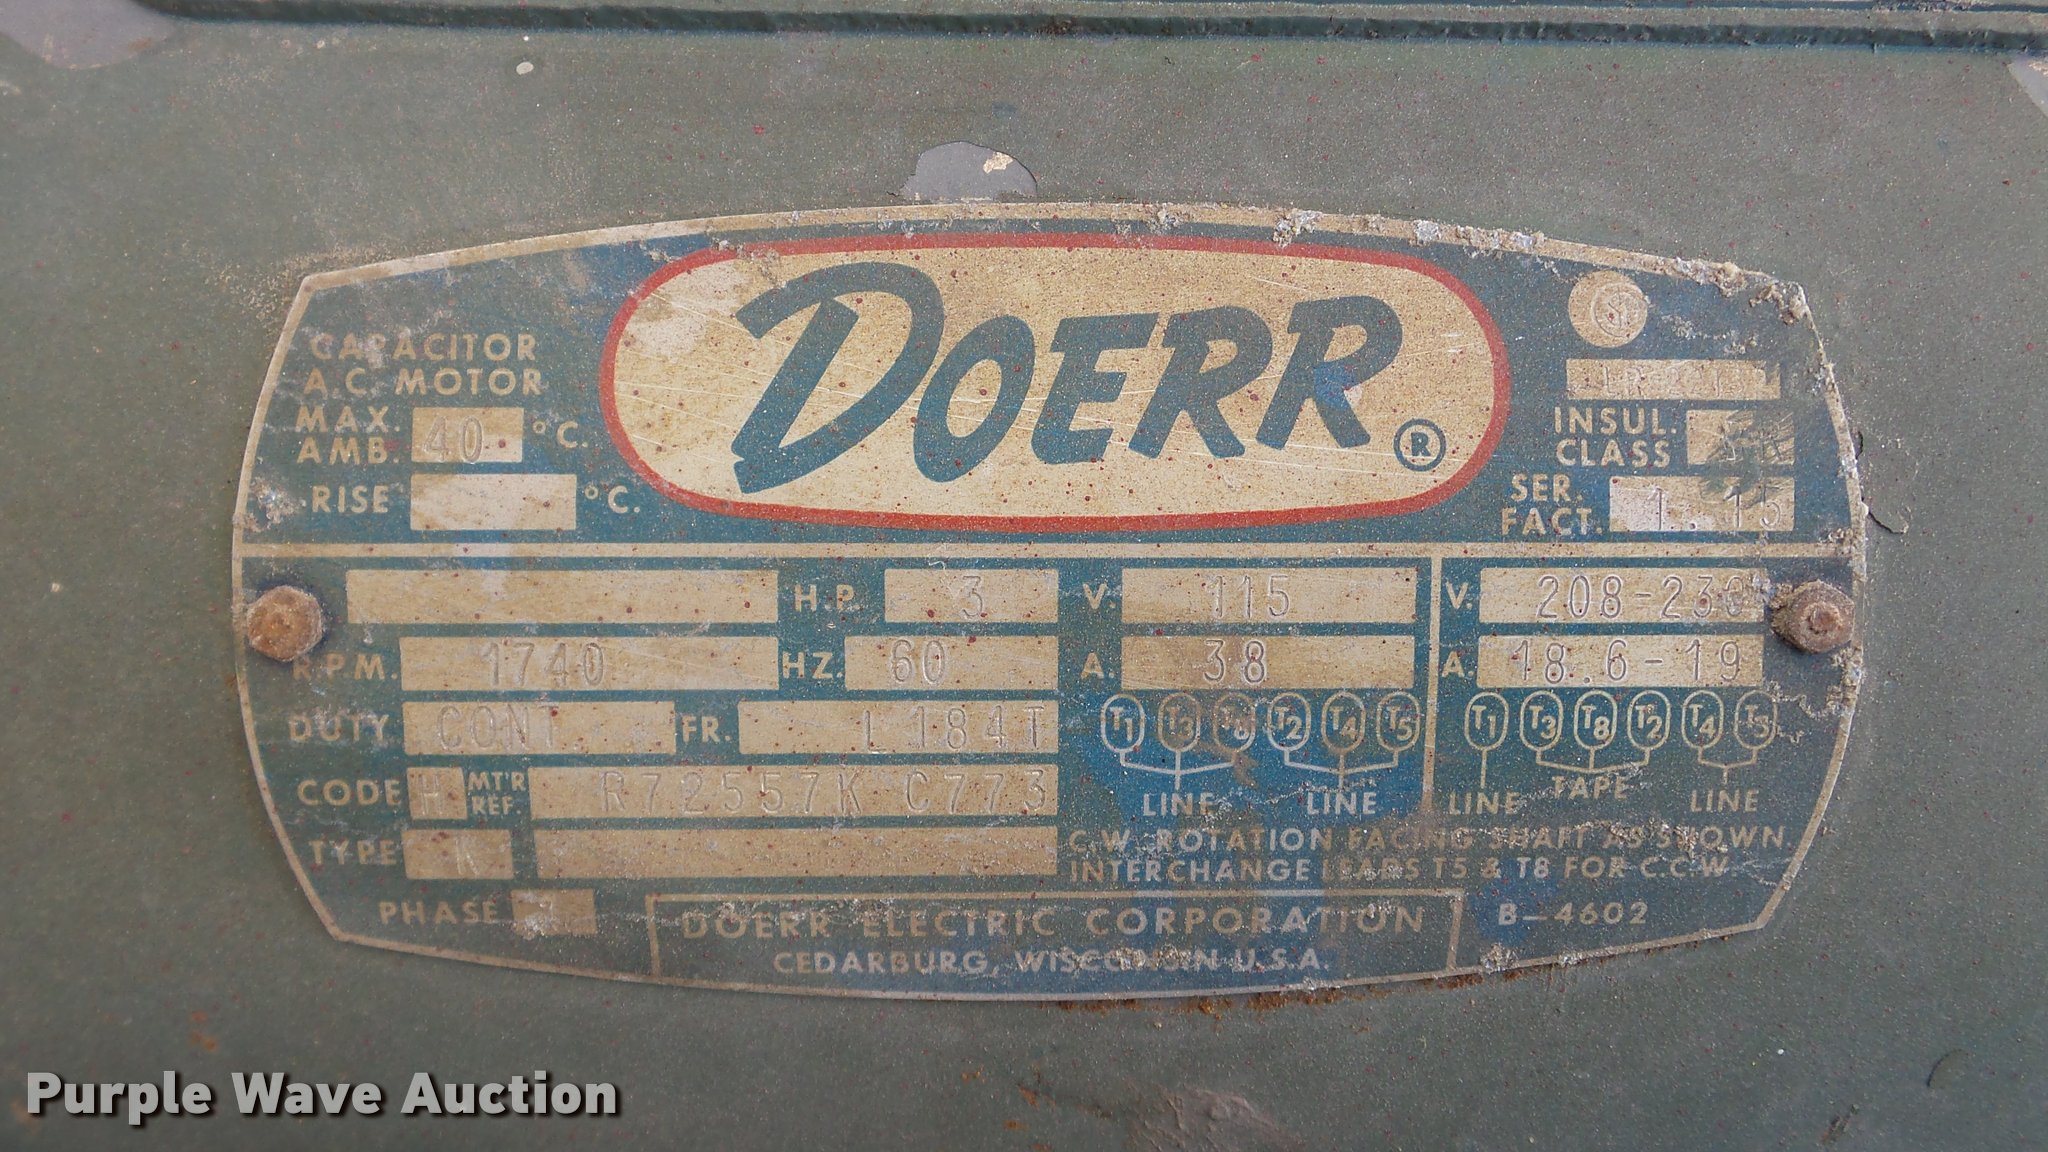 DOERR ®
CAPACITOR
A.C. MOTOR
MAX. AMB. 40 °C.
RISE °C.
INSUL. CLASS
SER. FACT. 1.15
H.P. 3
R.P.M. 1740 HZ. 60
DUTY CONT FR. L 184T
CODE H MT'R REF. R72557K C773
TYPE K
PHASE
V. 115
A. 38
T1 T3 T8 T2 T4 T5
LINE LINE
V. 208-230
A. 18.6-19
T1 T3 T8 T2 T4 T5
LINE TAPE LINE
C.W. ROTATION FACING SHAFT AS SHOWN.
INTERCHANGE LEADS T5 & T8 FOR C.C.W.
DOERR ELECTRIC CORPORATION
CEDARBURG, WISCONSIN U.S.A.
B-4602
Purple Wave Auction